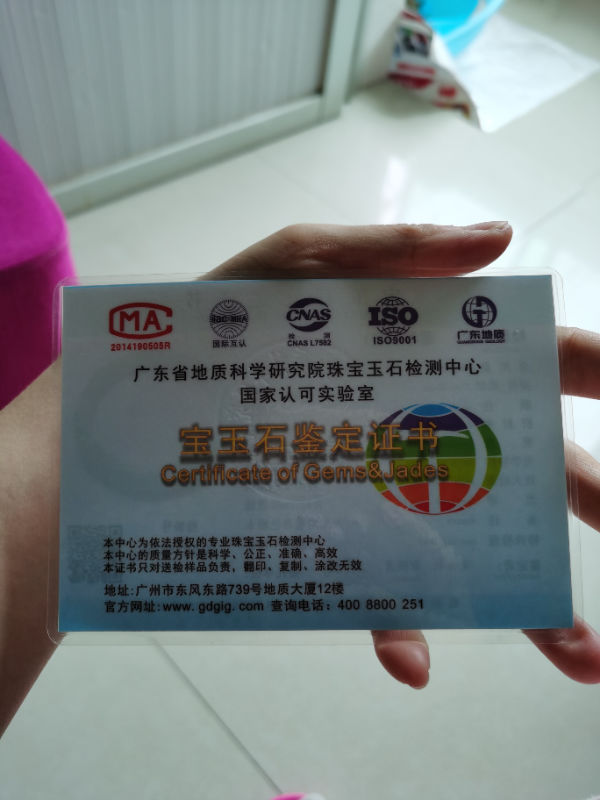 CMA
2014190505R
ilac-MRA
国际互认
CNAS
检 测
CNAS L7582
ISO
ISO9001
广东地质
广东省地质科学研究院珠宝玉石检测中心
国家认可实验室
宝玉石鉴定证书
Certificate of Gems&Jades
本中心为依法授权的专业珠宝玉石检测中心
本中心的质量方针是科学、公正、准确、高效
本证书只对送检样品负责，翻印、复制、涂改无效
地址:广州市东风东路739号地质大厦12楼
官方网址:www.gdgig.com 查询电话：400 8800 251